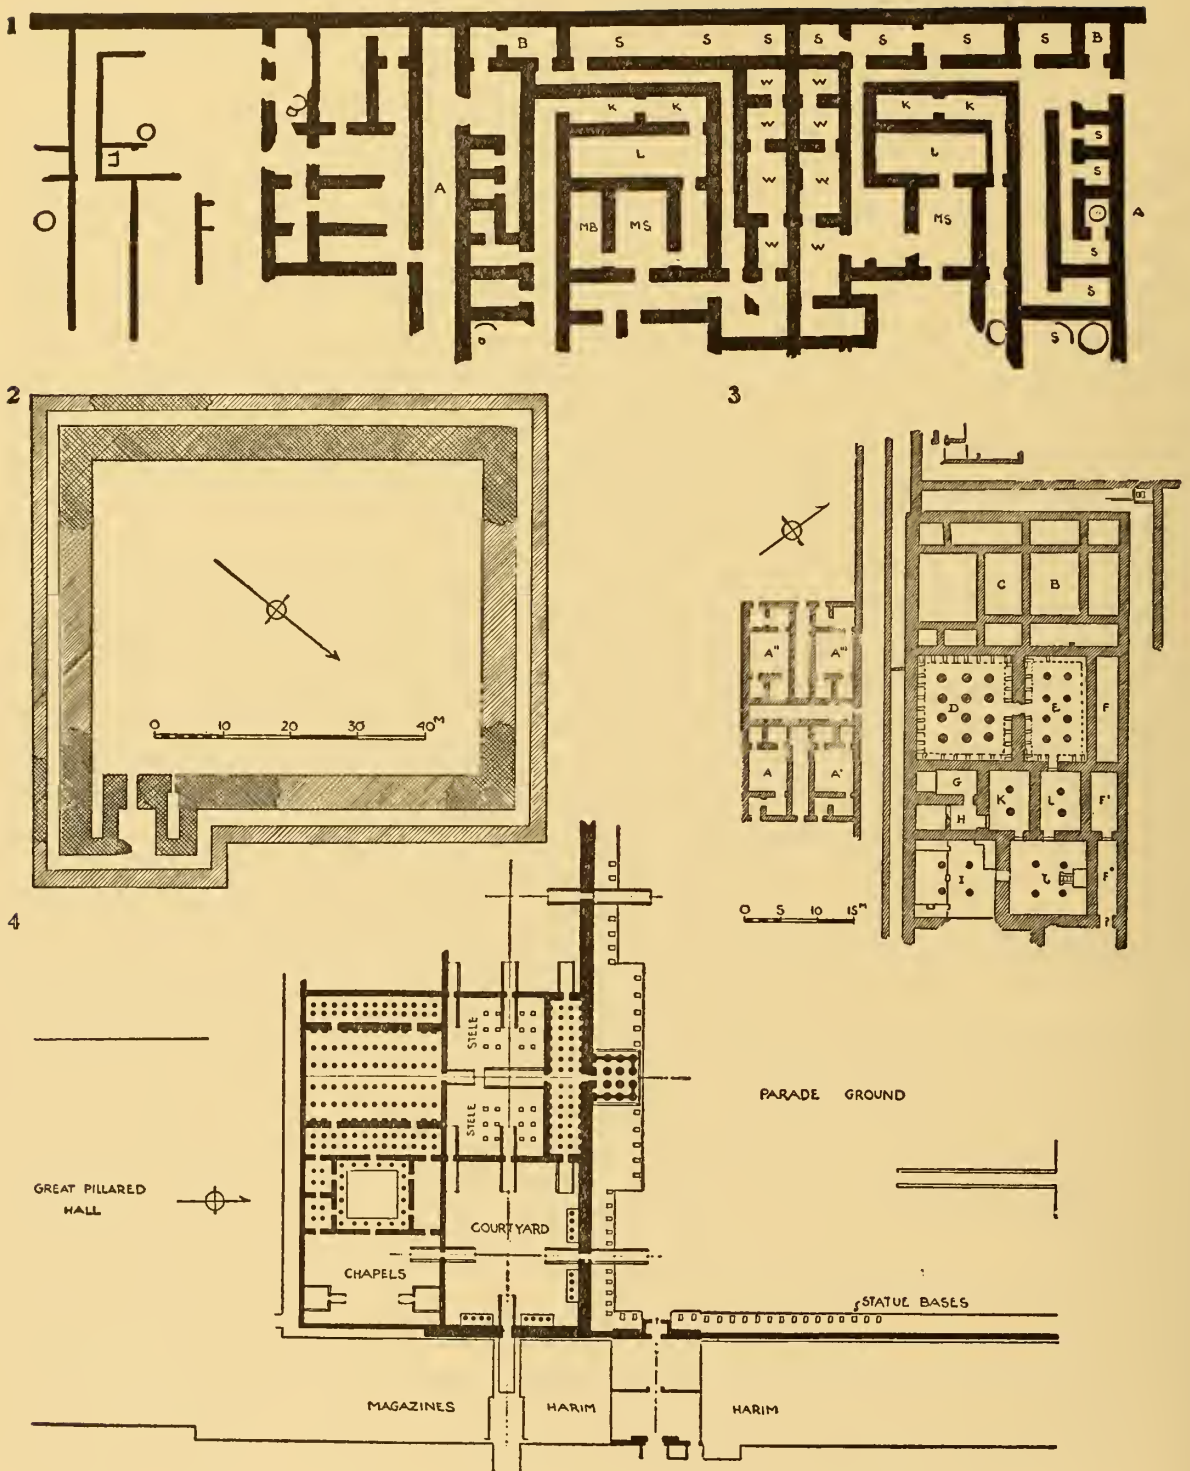 1
B S S S S S S S B
W W
K K K K
W W S
L L
A W W S
MB MS MS A
W W S
S
S
2
3
0 10 20 30 40M
C B
A" A'''
D E F
A A'
G K L F'
H
I J F"
0 5 10 15M
4
STELE
STELE
PARADE GROUND
GREAT PILLARED
HALL
COURTYARD
CHAPELS
STATUE BASES
MAGAZINES HARIM HARIM